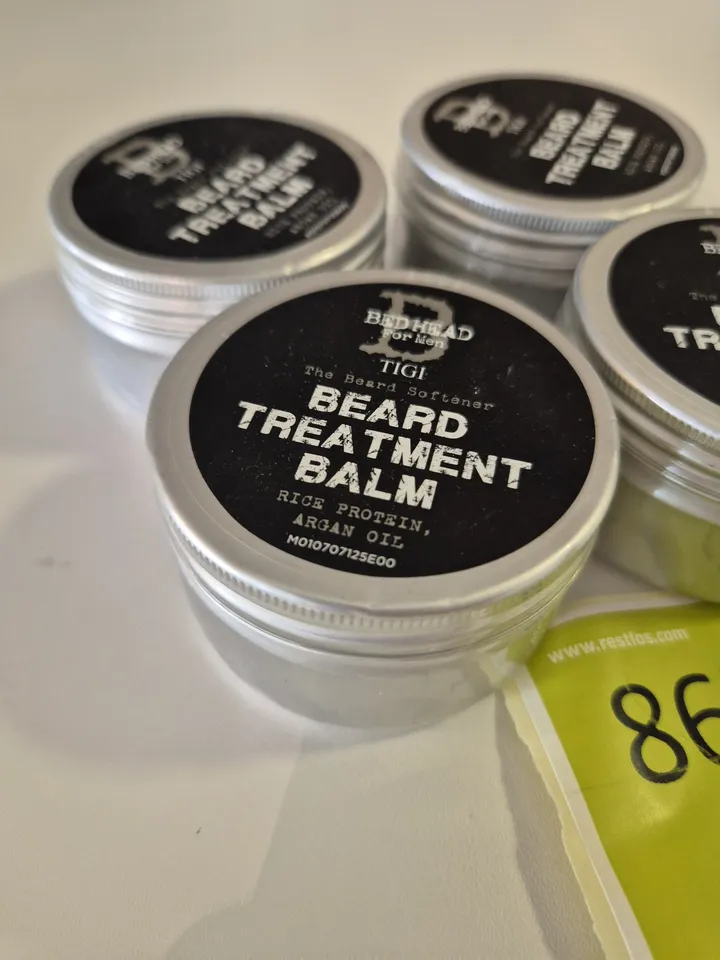 BED HEAD
For Men
TIGI
The Beard Softener
BEARD
TREATMENT
BALM
RICE PROTEIN,
ARGAN OIL
M010707125E00
BEARD
TREATMENT
BALM
BEARD
TREATMENT
BALM
www.restlos.com
86